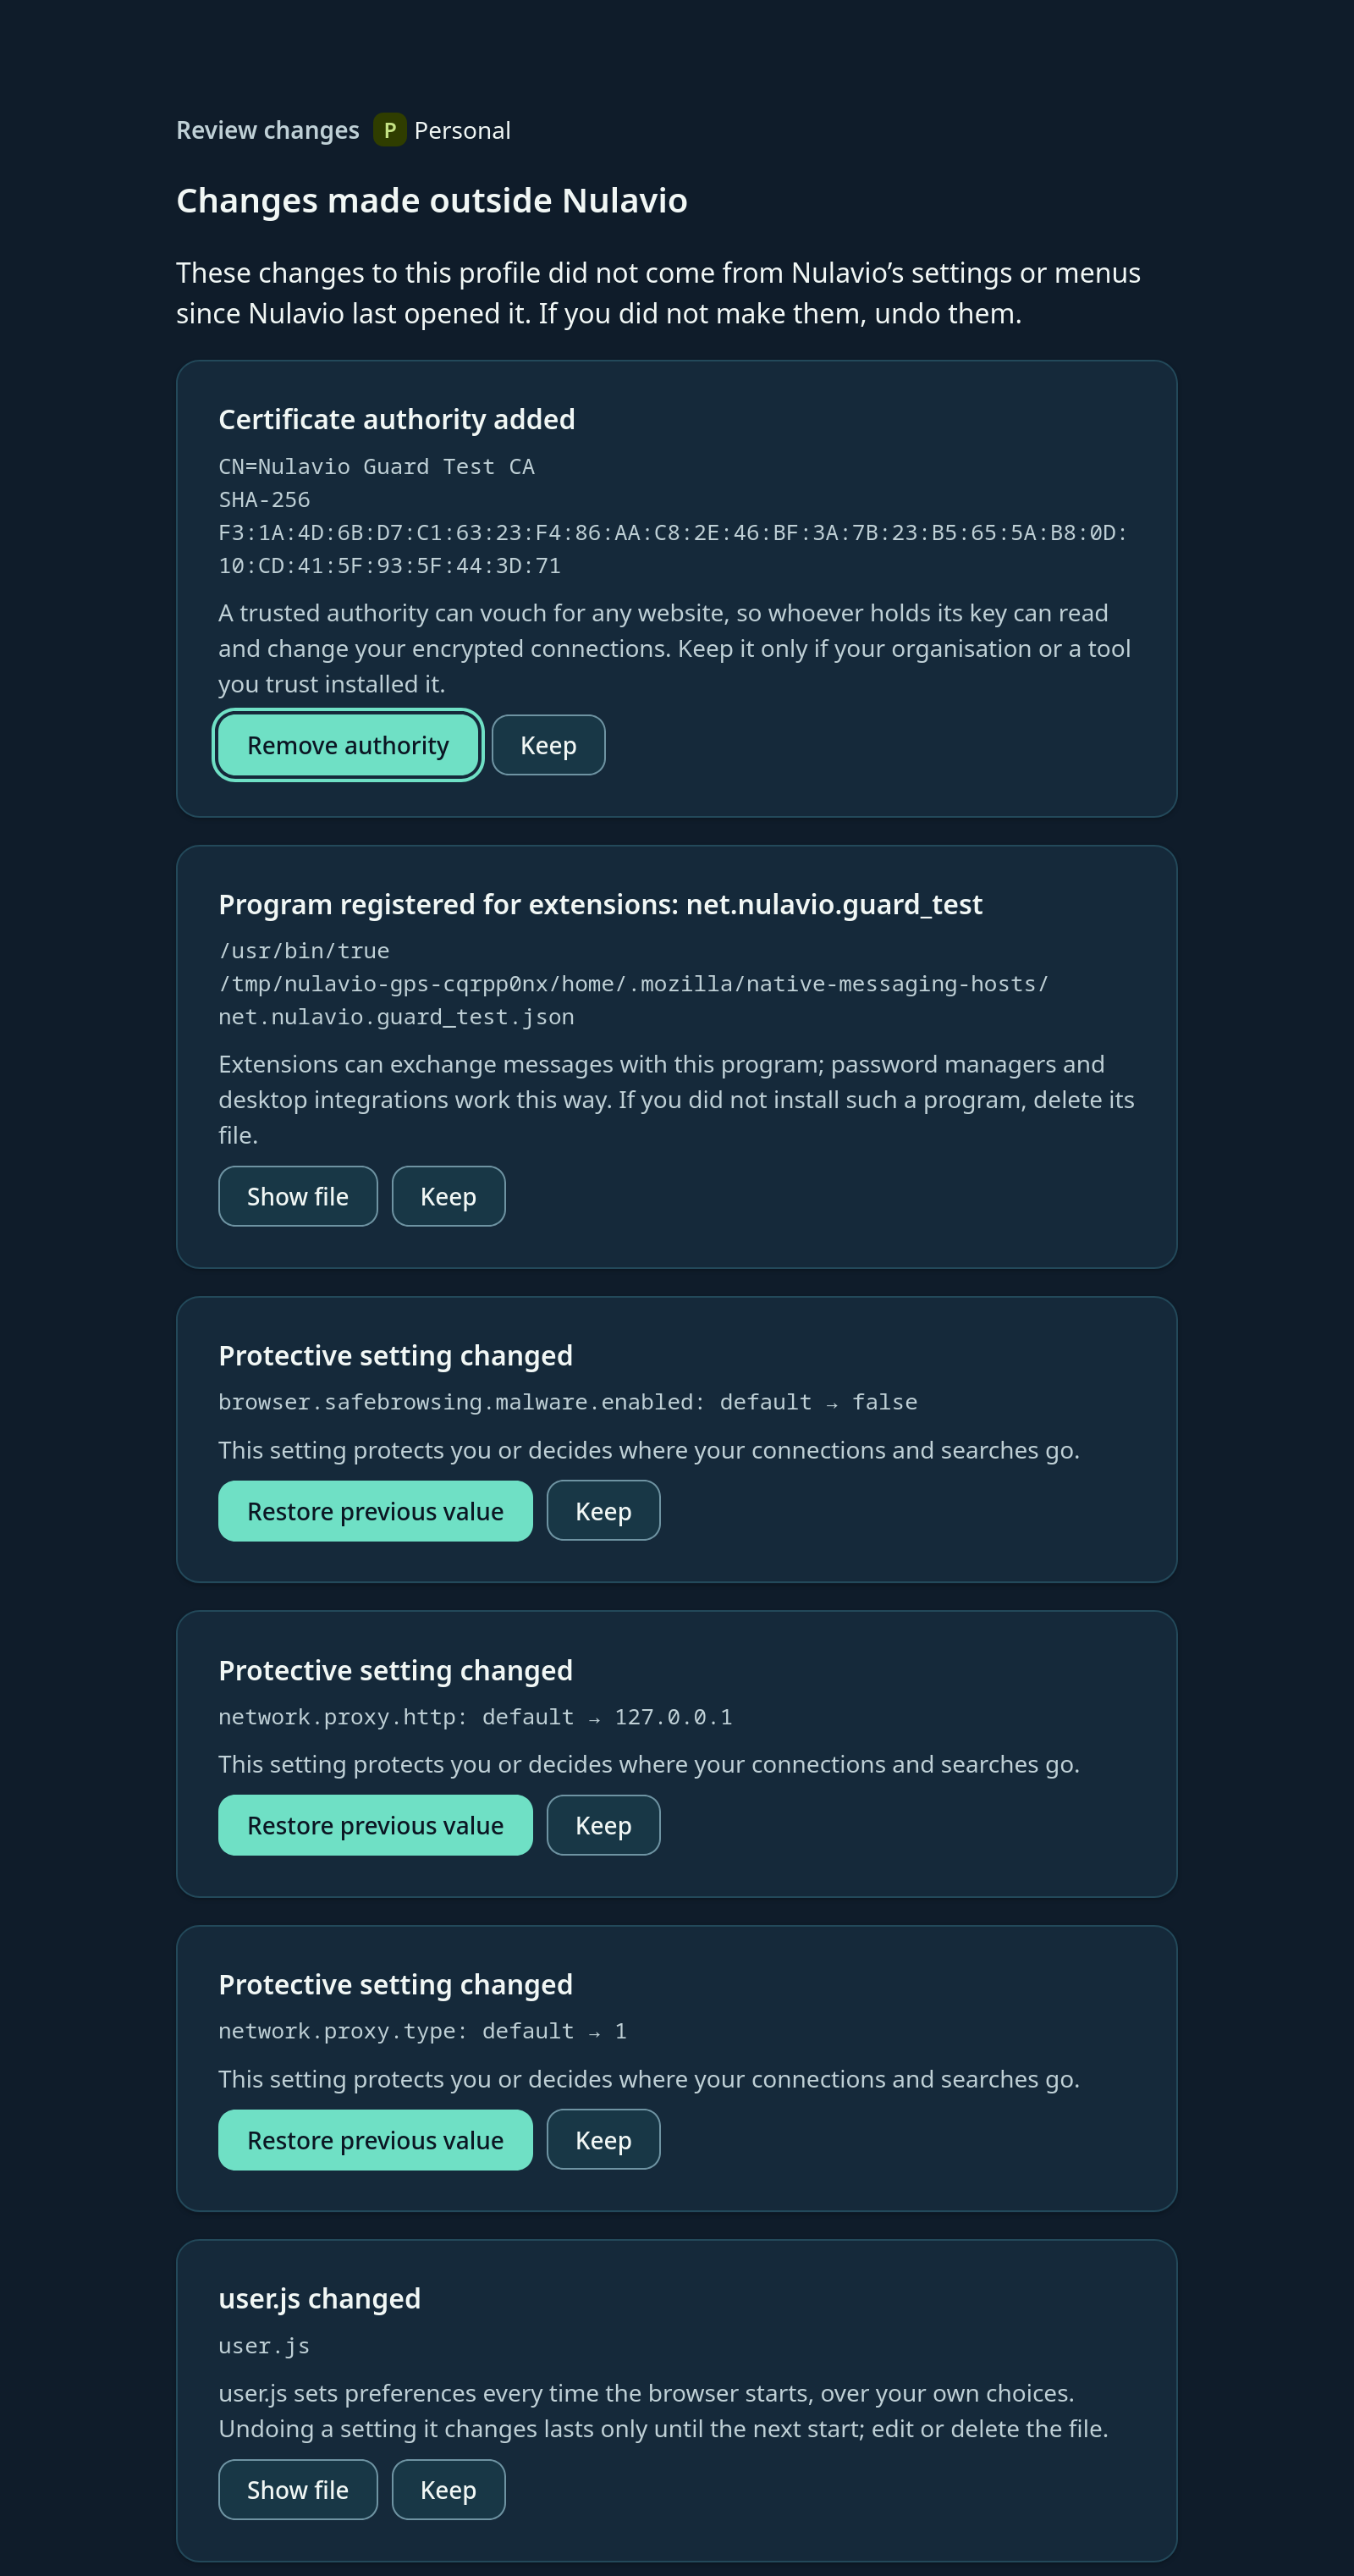 Review changes P Personal
Changes made outside Nulavio
These changes to this profile did not come from Nulavio’s settings or menus
since Nulavio last opened it. If you did not make them, undo them.
Certificate authority added
CN=Nulavio Guard Test CA
SHA-256
F3:1A:4D:6B:D7:C1:63:23:F4:86:AA:C8:2E:46:BF:3A:7B:23:B5:65:5A:B8:0D:
10:CD:41:5F:93:5F:44:3D:71
A trusted authority can vouch for any website, so whoever holds its key can read
and change your encrypted connections. Keep it only if your organisation or a tool
you trust installed it.
Remove authority Keep
Program registered for extensions: net.nulavio.guard_test
/usr/bin/true
/tmp/nulavio-gps-cqrpp0nx/home/.mozilla/native-messaging-hosts/
net.nulavio.guard_test.json
Extensions can exchange messages with this program; password managers and
desktop integrations work this way. If you did not install such a program, delete its
file.
Show file Keep
Protective setting changed
browser.safebrowsing.malware.enabled: default → false
This setting protects you or decides where your connections and searches go.
Restore previous value Keep
Protective setting changed
network.proxy.http: default → 127.0.0.1
This setting protects you or decides where your connections and searches go.
Restore previous value Keep
Protective setting changed
network.proxy.type: default → 1
This setting protects you or decides where your connections and searches go.
Restore previous value Keep
user.js changed
user.js
user.js sets preferences every time the browser starts, over your own choices.
Undoing a setting it changes lasts only until the next start; edit or delete the file.
Show file Keep